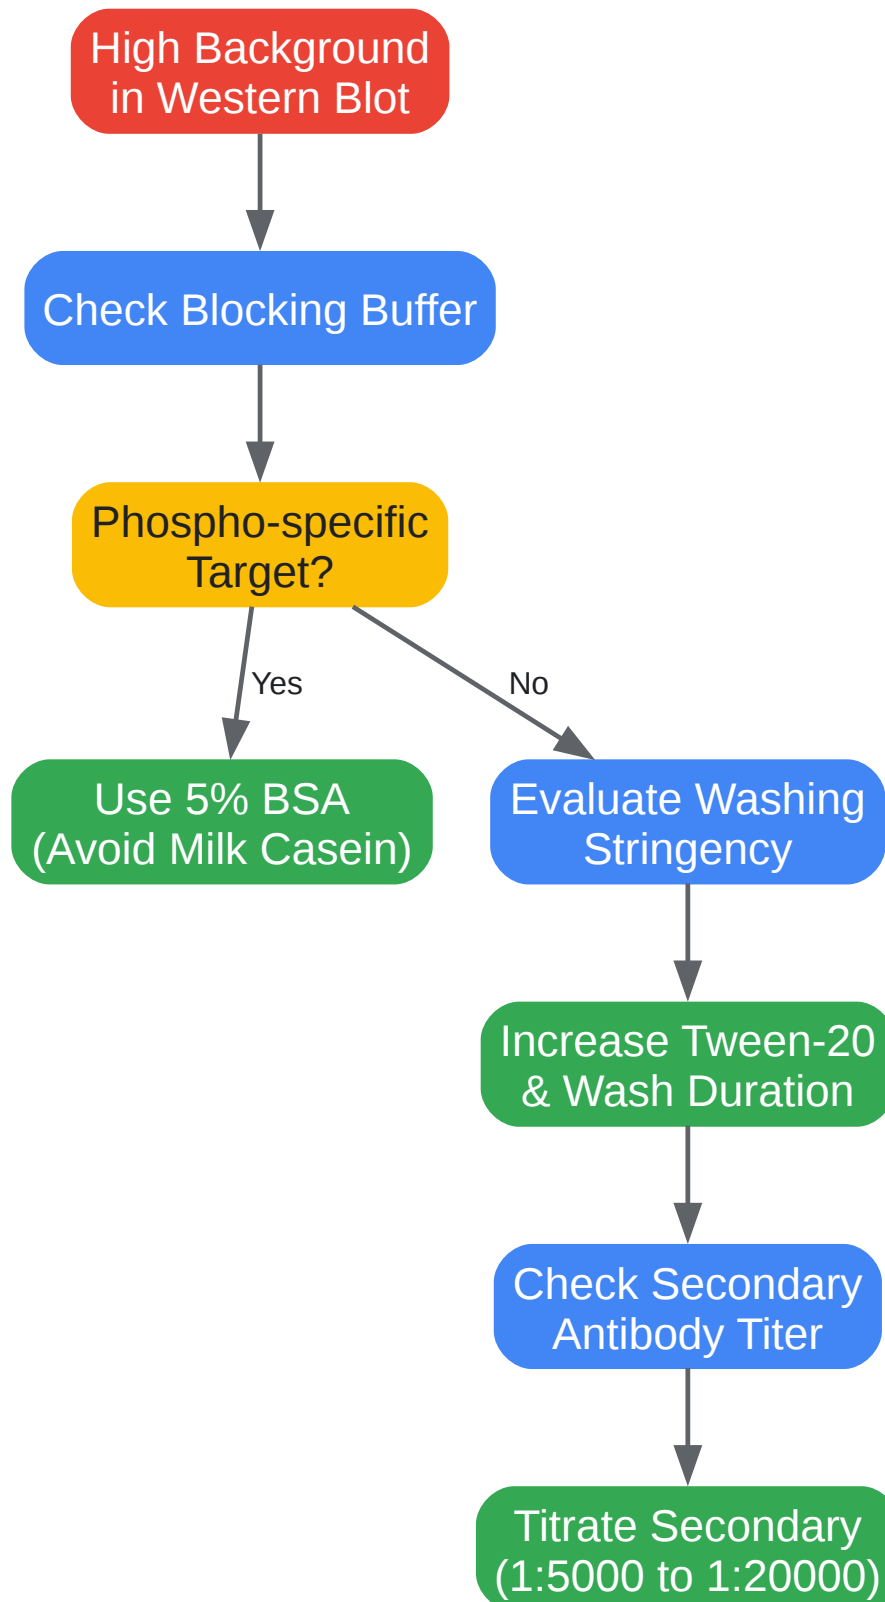 High Background
in Western Blot
Check Blocking Buffer
Phospho-specific
Target?
Yes
No
Use 5% BSA
(Avoid Milk Casein)
Evaluate Washing
Stringency
Increase Tween-20
& Wash Duration
Check Secondary
Antibody Titer
Titrate Secondary
(1:5000 to 1:20000)